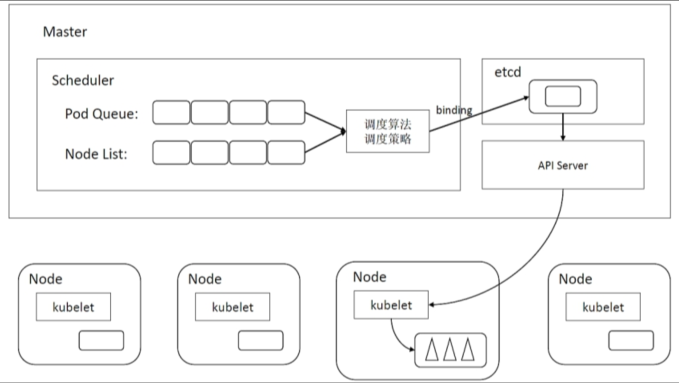 Master
Scheduler
etcd
Pod Queue:
binding
调度算法
调度策略
Node List:
API Server
Node
kubelet
Node
kubelet
Node
kubelet
Node
kubelet